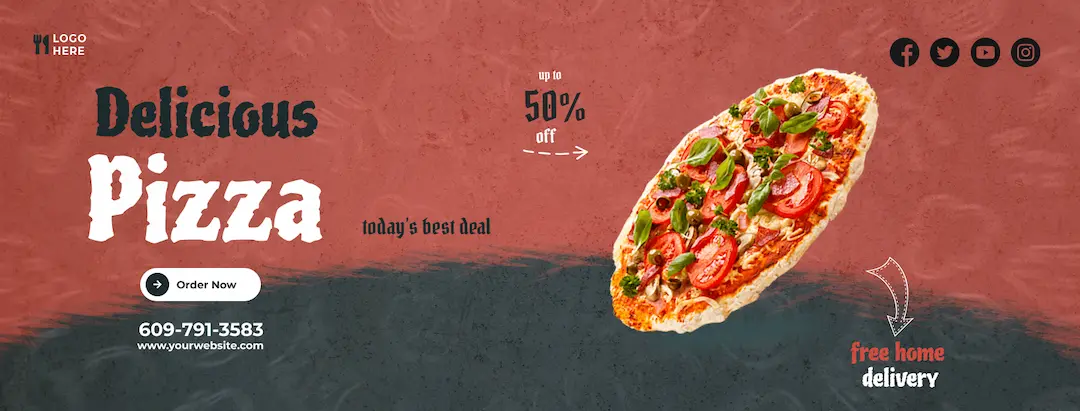 LOGO
HERE
Delicious
Pizza
up to
50%
off
today's best deal
Order Now
609-791-3583
www.yourwebsite.com
free home
delivery